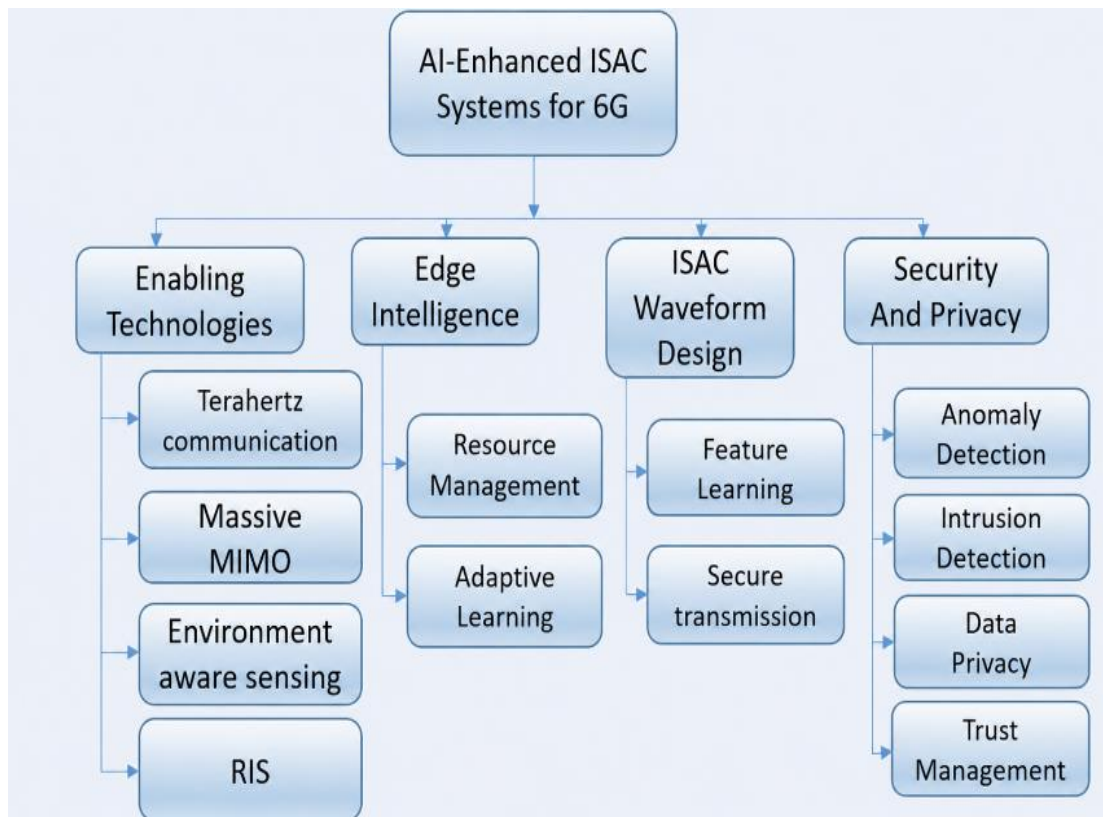 AI-Enhanced ISAC
Systems for 6G
Enabling
Technologies
Terahertz
communication
Massive
MIMO
Environment
aware sensing
RIS
Edge
Intelligence
Resource
Management
Adaptive
Learning
ISAC
Waveform
Design
Feature
Learning
Secure
transmission
Security
And Privacy
Anomaly
Detection
Intrusion
Detection
Data
Privacy
Trust
Management